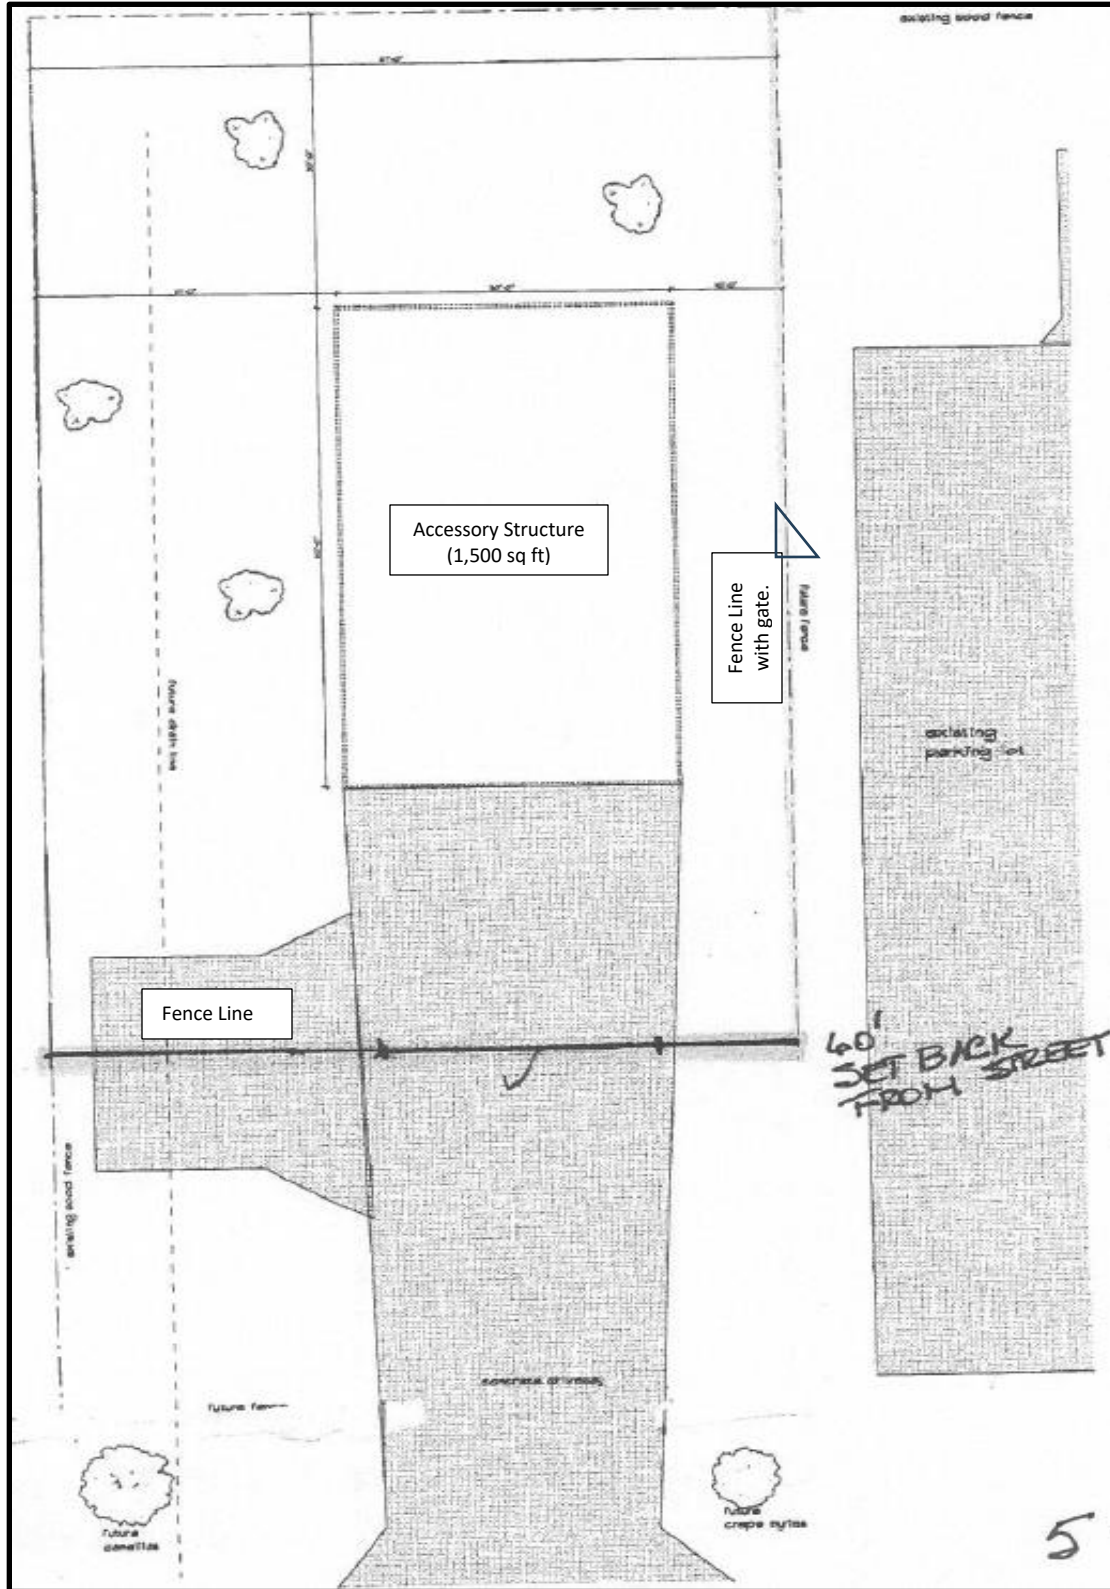 existing wood fence
Accessory Structure
(1,500 sq ft)
Fence Line
with gate.
future fence
future drain line
existing
parking lot
Fence Line
60'
SET BACK
FROM STREET
existing wood fence
concrete driveway
future
future
camellias
future
crepe myrtles
5